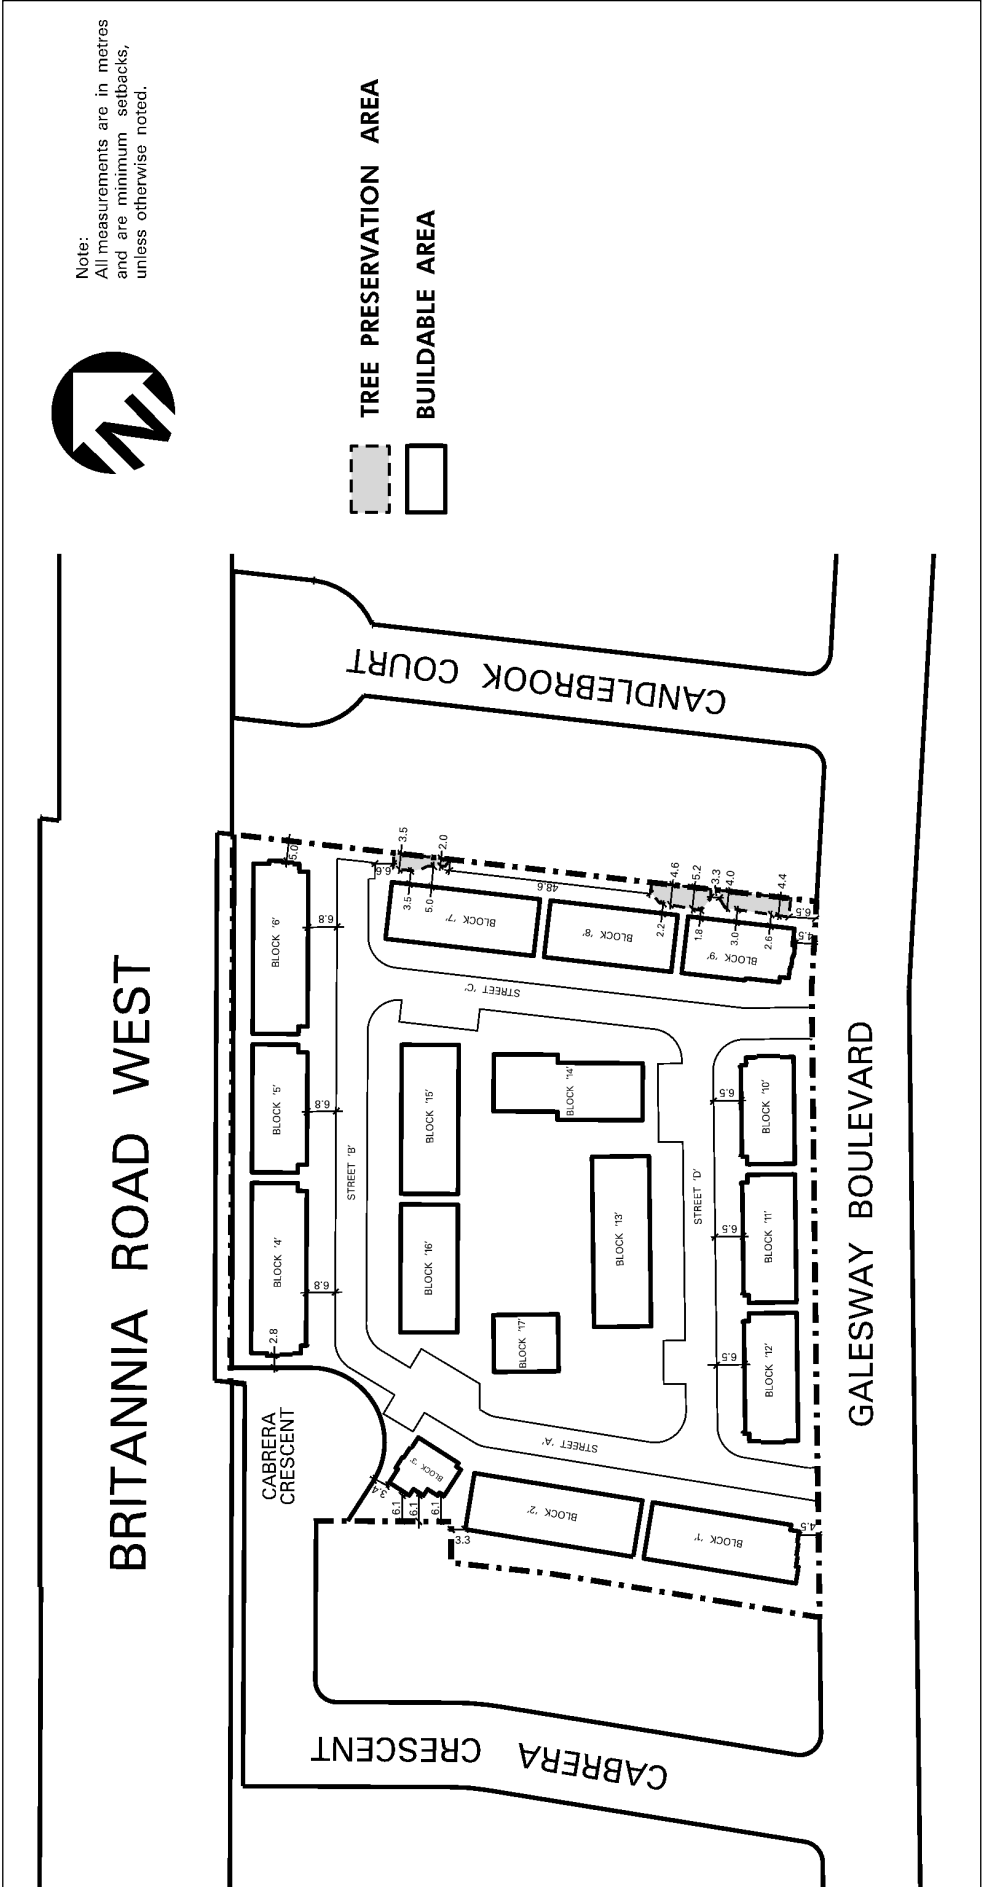 Note:
All measurements are in metres
and are minimum setbacks,
unless otherwise noted.
N
TREE PRESERVATION AREA
BUILDABLE AREA
BRITANNIA ROAD WEST
CABRERA
CRESCENT
CANDLEBROOK COURT
GALESWAY BOULEVARD
CABRERA CRESCENT
BLOCK '4'
BLOCK '5'
BLOCK '6'
2.8
6.8
6.8
6.8
5.0
STREET 'B'
BLOCK '16'
BLOCK '15'
BLOCK '17'
BLOCK '14'
BLOCK '13'
STREET 'A'
STREET 'C'
STREET 'D'
BLOCK '3'
3.4
6.1
6.1
6.1
3.3
BLOCK '2'
BLOCK '1'
4.5
BLOCK '12'
BLOCK '11'
BLOCK '10'
6.5
6.5
6.5
BLOCK '7'
BLOCK '8'
BLOCK '9'
6.6
3.5
2.0
3.5
5.0
48.6
4.6
5.2
3.3
4.0
4.4
2.2
1.8
3.0
2.6
6.5
4.5